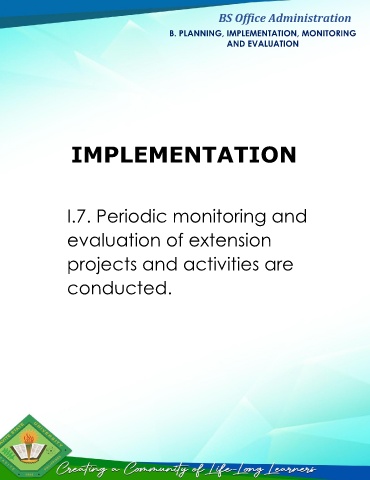 BS Office Administration
B. PLANNING, IMPLEMENTATION, MONITORING
AND EVALUATION
IMPLEMENTATION
I.7. Periodic monitoring and
evaluation of extension
projects and activities are
conducted.
Creating a Community of Life-Long Learners